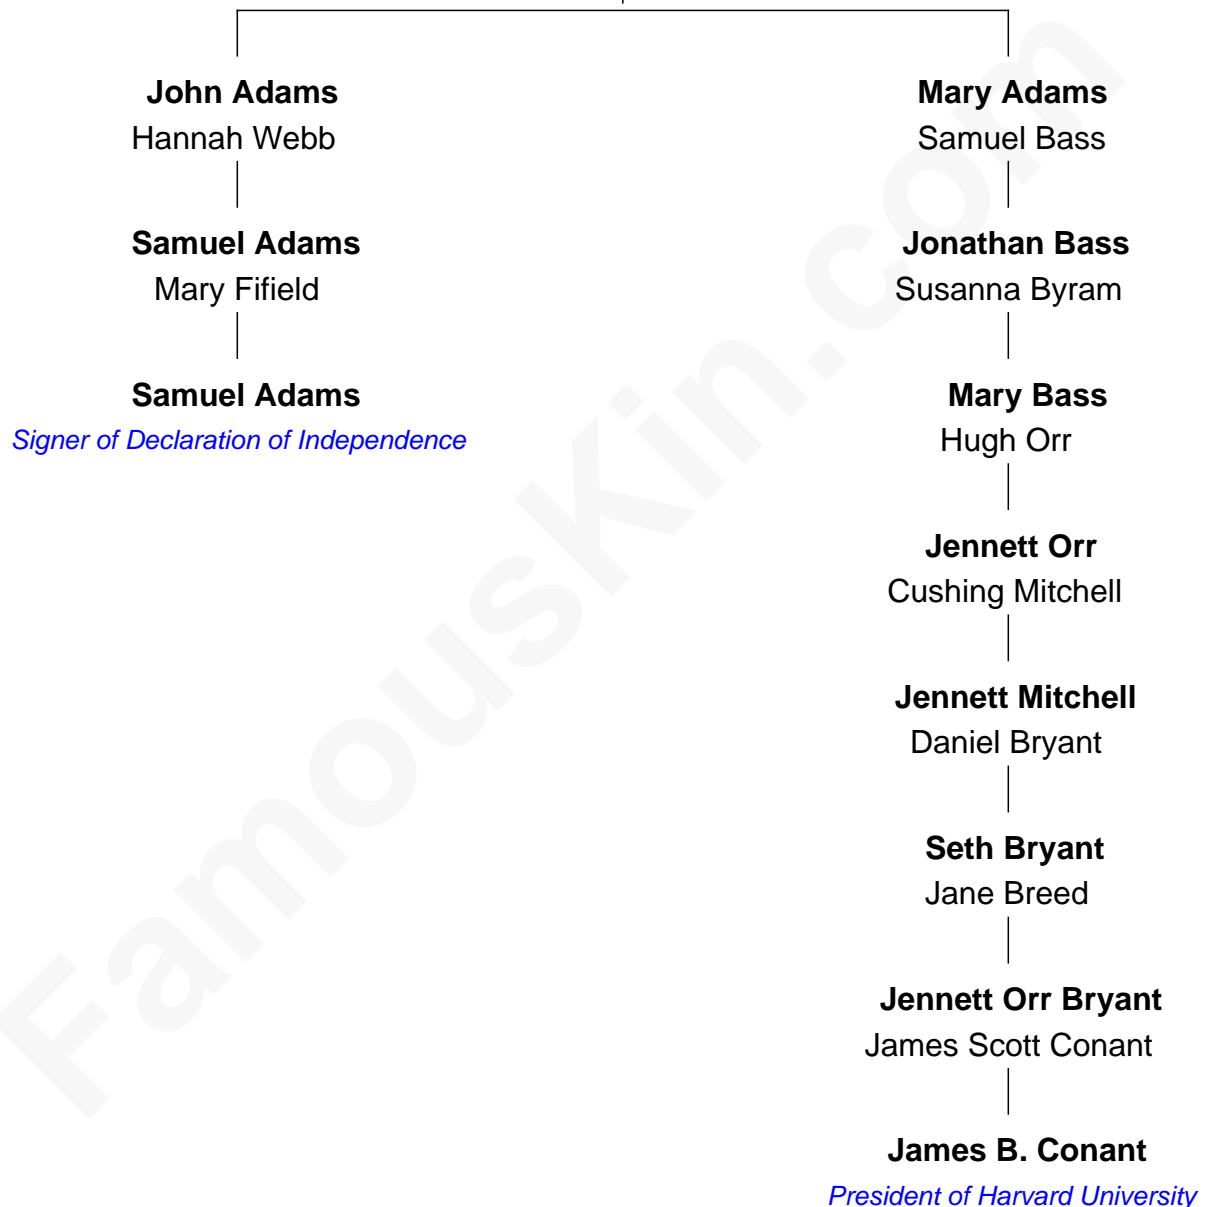 John Adams
Hannah Webb
Samuel Adams
Mary Fifield
Samuel Adams
Signer of Declaration of Independence
Mary Adams
Samuel Bass
Jonathan Bass
Susanna Byram
Mary Bass
Hugh Orr
Jennett Orr
Cushing Mitchell
Jennett Mitchell
Daniel Bryant
Seth Bryant
Jane Breed
Jennett Orr Bryant
James Scott Conant
James B. Conant
President of Harvard University
FamousKin.com